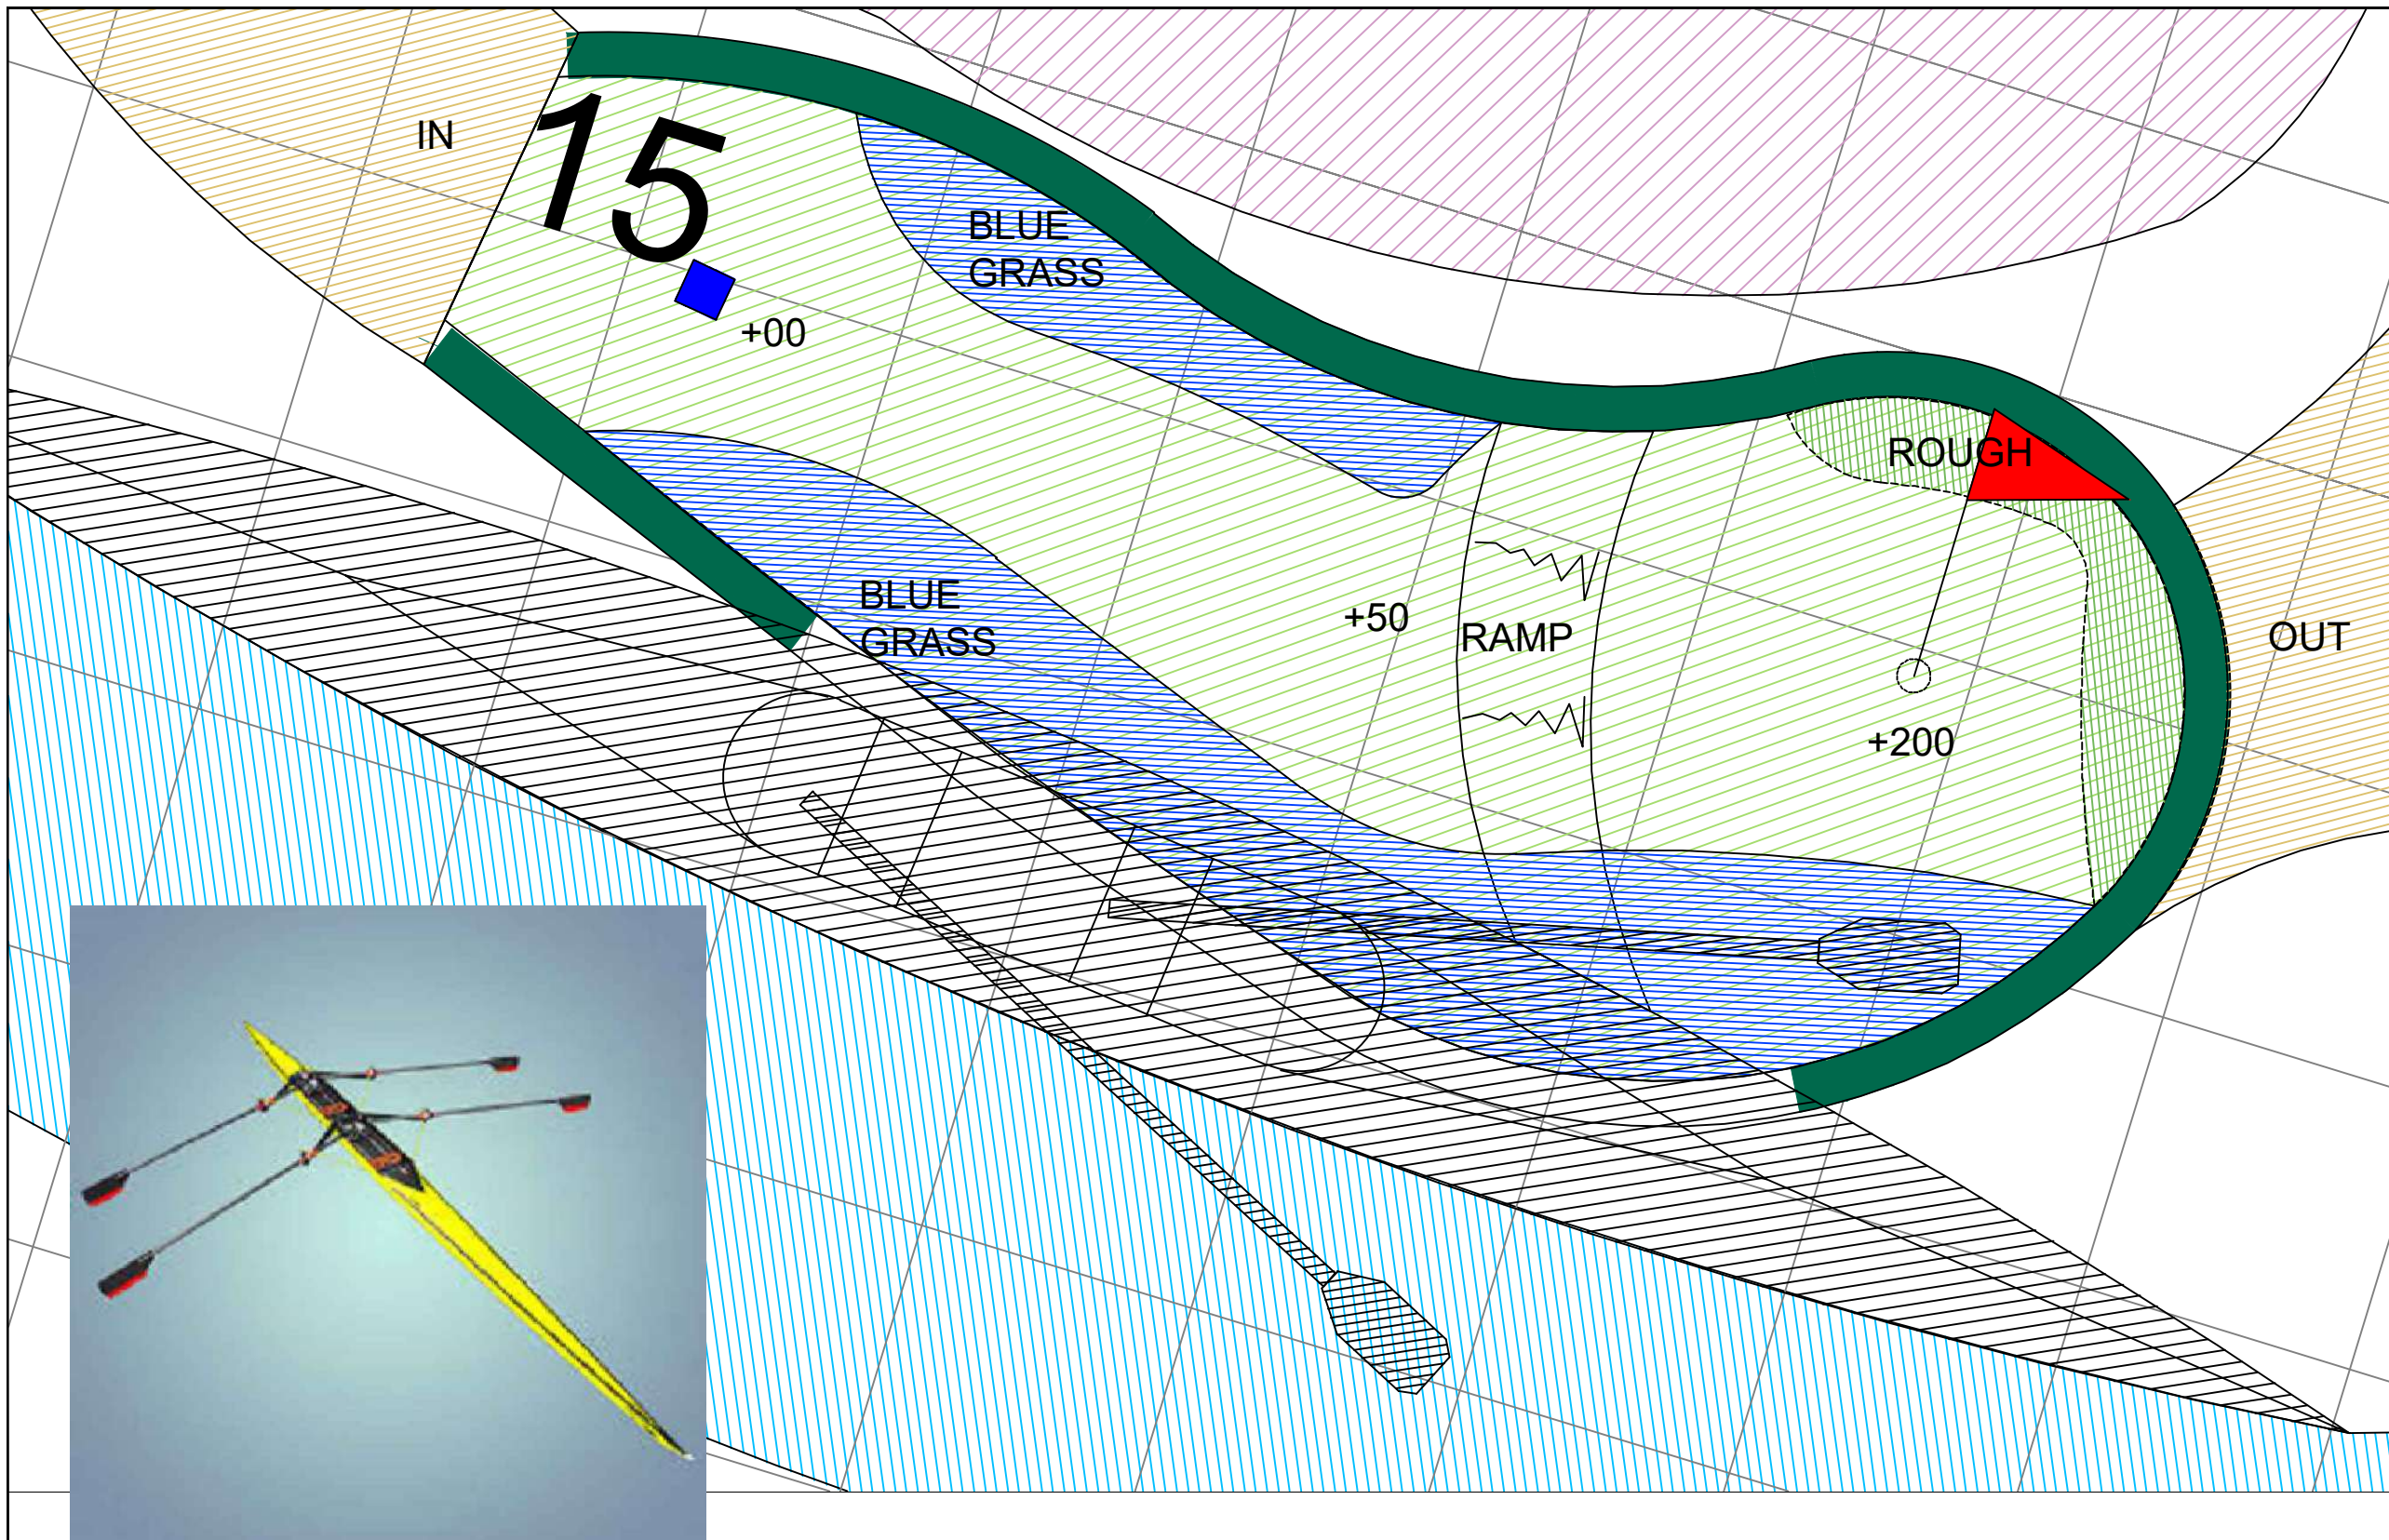 IN
15
+00
BLUE
GRASS
BLUE
GRASS
+50
RAMP
ROUGH
+200
OUT